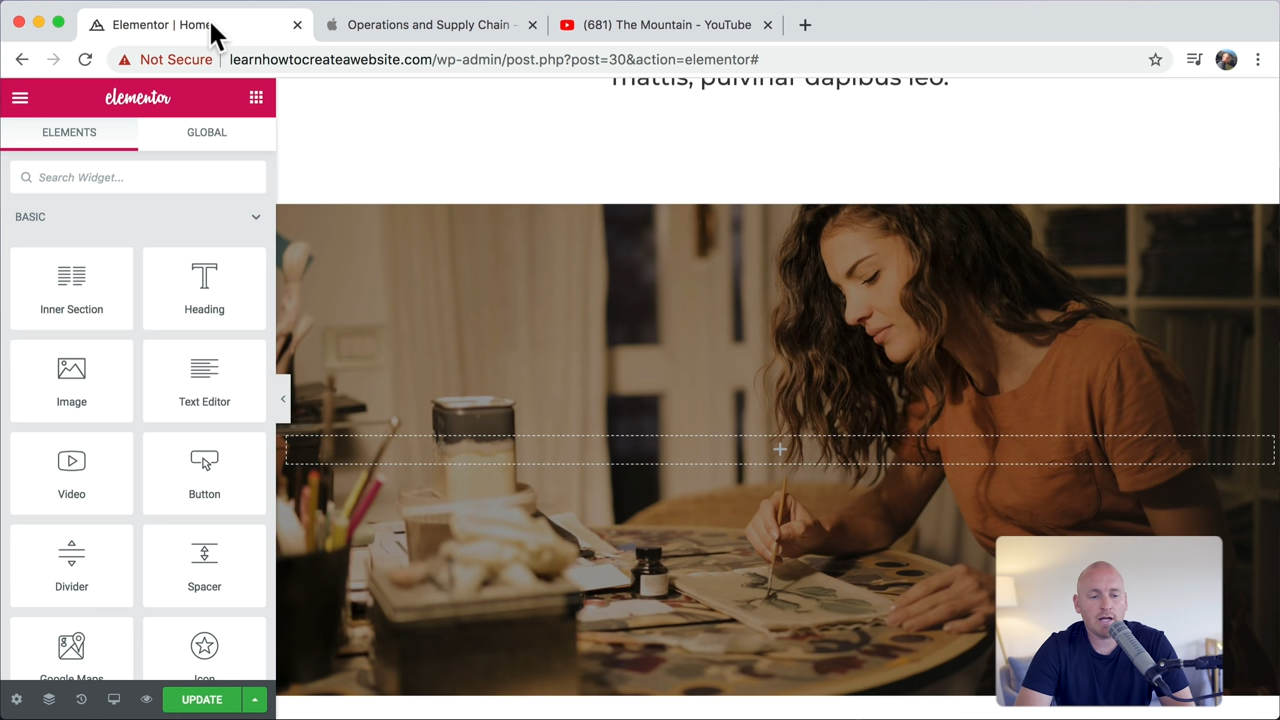 Elementor | Home
Operations and Supply Chain -
(681) The Mountain - YouTube
Not Secure
learnhowtocreateawebsite.com/wp-admin/post.php?post=30&action=elementor#
mattis, pulvinar dapibus leo.
elementor
ELEMENTS
GLOBAL
Search Widget...
BASIC
Inner Section
Heading
Image
Text Editor
Video
Button
Divider
Spacer
Google Maps
Icon
UPDATE